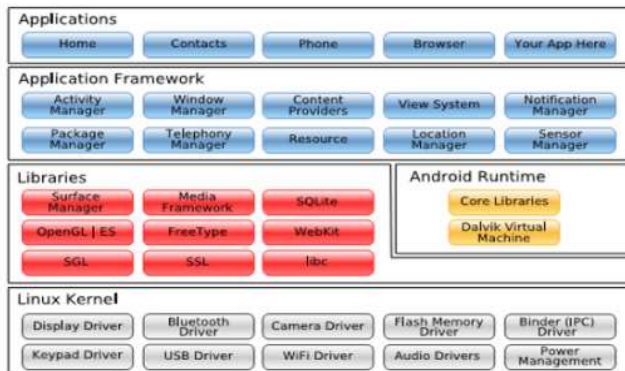 Applications
Home Contacts Phone Browser Your App Here
Application Framework
Activity Manager Window Manager Content Providers View System Notification Manager
Package Manager Telephony Manager Resource Location Manager Sensor Manager
Libraries
Surface Manager Media Framework SQLite
OpenGL | ES FreeType WebKit
SGL SSL libc
Android Runtime
Core Libraries
Dalvik Virtual Machine
Linux Kernel
Display Driver Bluetooth Driver Camera Driver Flash Memory Driver Binder (IPC) Driver
Keypad Driver USB Driver WiFi Driver Audio Drivers Power Management